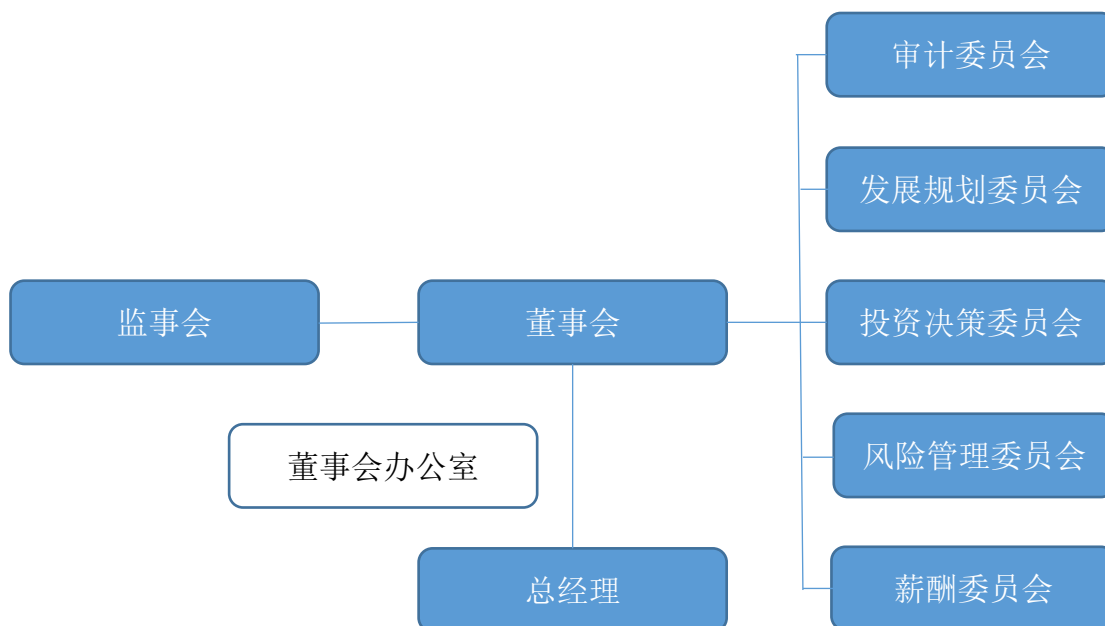 审计委员会
发展规划委员会
监事会
董事会
投资决策委员会
董事会办公室
风险管理委员会
总经理
薪酬委员会